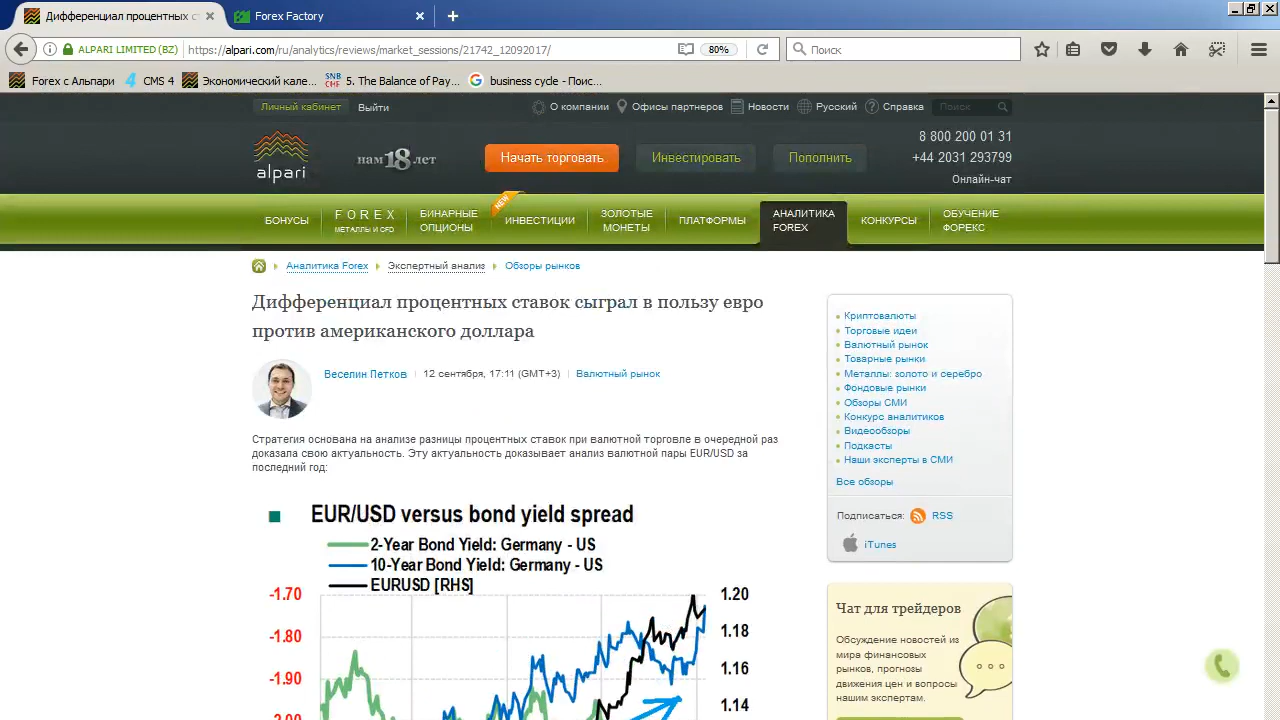 Дифференциал процентных ст
Forex Factory
ALPARI LIMITED (BZ)
https://alpari.com/ru/analytics/reviews/market_sessions/21742_12092017/
80%
Поиск
Forex с Альпари
CMS 4
Экономический кале...
SNB CHF
5. The Balance of Pay...
business cycle - Поис...
Личный кабинет
Выйти
О компании
Офисы партнеров
Новости
Русский
Справка
Поиск
alpari
нам 18 лет
Начать торговать
Инвестировать
Пополнить
8 800 200 01 31
+44 2031 293799
Онлайн-чат
БОНУСЫ
FOREX
МЕТАЛЛЫ И CFD
БИНАРНЫЕ
ОПЦИОНЫ
NEW
ИНВЕСТИЦИИ
ЗОЛОТЫЕ
МОНЕТЫ
ПЛАТФОРМЫ
АНАЛИТИКА
FOREX
КОНКУРСЫ
ОБУЧЕНИЕ
ФОРЕКС
Аналитика Forex
Экспертный анализ
Обзоры рынков
Дифференциал процентных ставок сыграл в пользу евро
против американского доллара
Веселин Петков
12 сентября, 17:11 (GMT+3)
Валютный рынок
Стратегия основана на анализе разницы процентных ставок при валютной торговле в очередной раз
доказала свою актуальность. Эту актуальность доказывает анализ валютной пары EUR/USD за
последний год:
EUR/USD versus bond yield spread
2-Year Bond Yield: Germany - US
10-Year Bond Yield: Germany - US
EURUSD [RHS]
-1.70
-1.80
-1.90
-2.00
1.20
1.18
1.16
1.14
Криптовалюты
Торговые идеи
Валютный рынок
Товарные рынки
Металлы: золото и серебро
Фондовые рынки
Обзоры СМИ
Конкурс аналитиков
Видеообзоры
Подкасты
Наши эксперты в СМИ
Все обзоры
Подписаться:
RSS
iTunes
Чат для трейдеров
Обсуждение новостей из
мира финансовых
рынков, прогнозы
движения цен и вопросы
нашим экспертам.